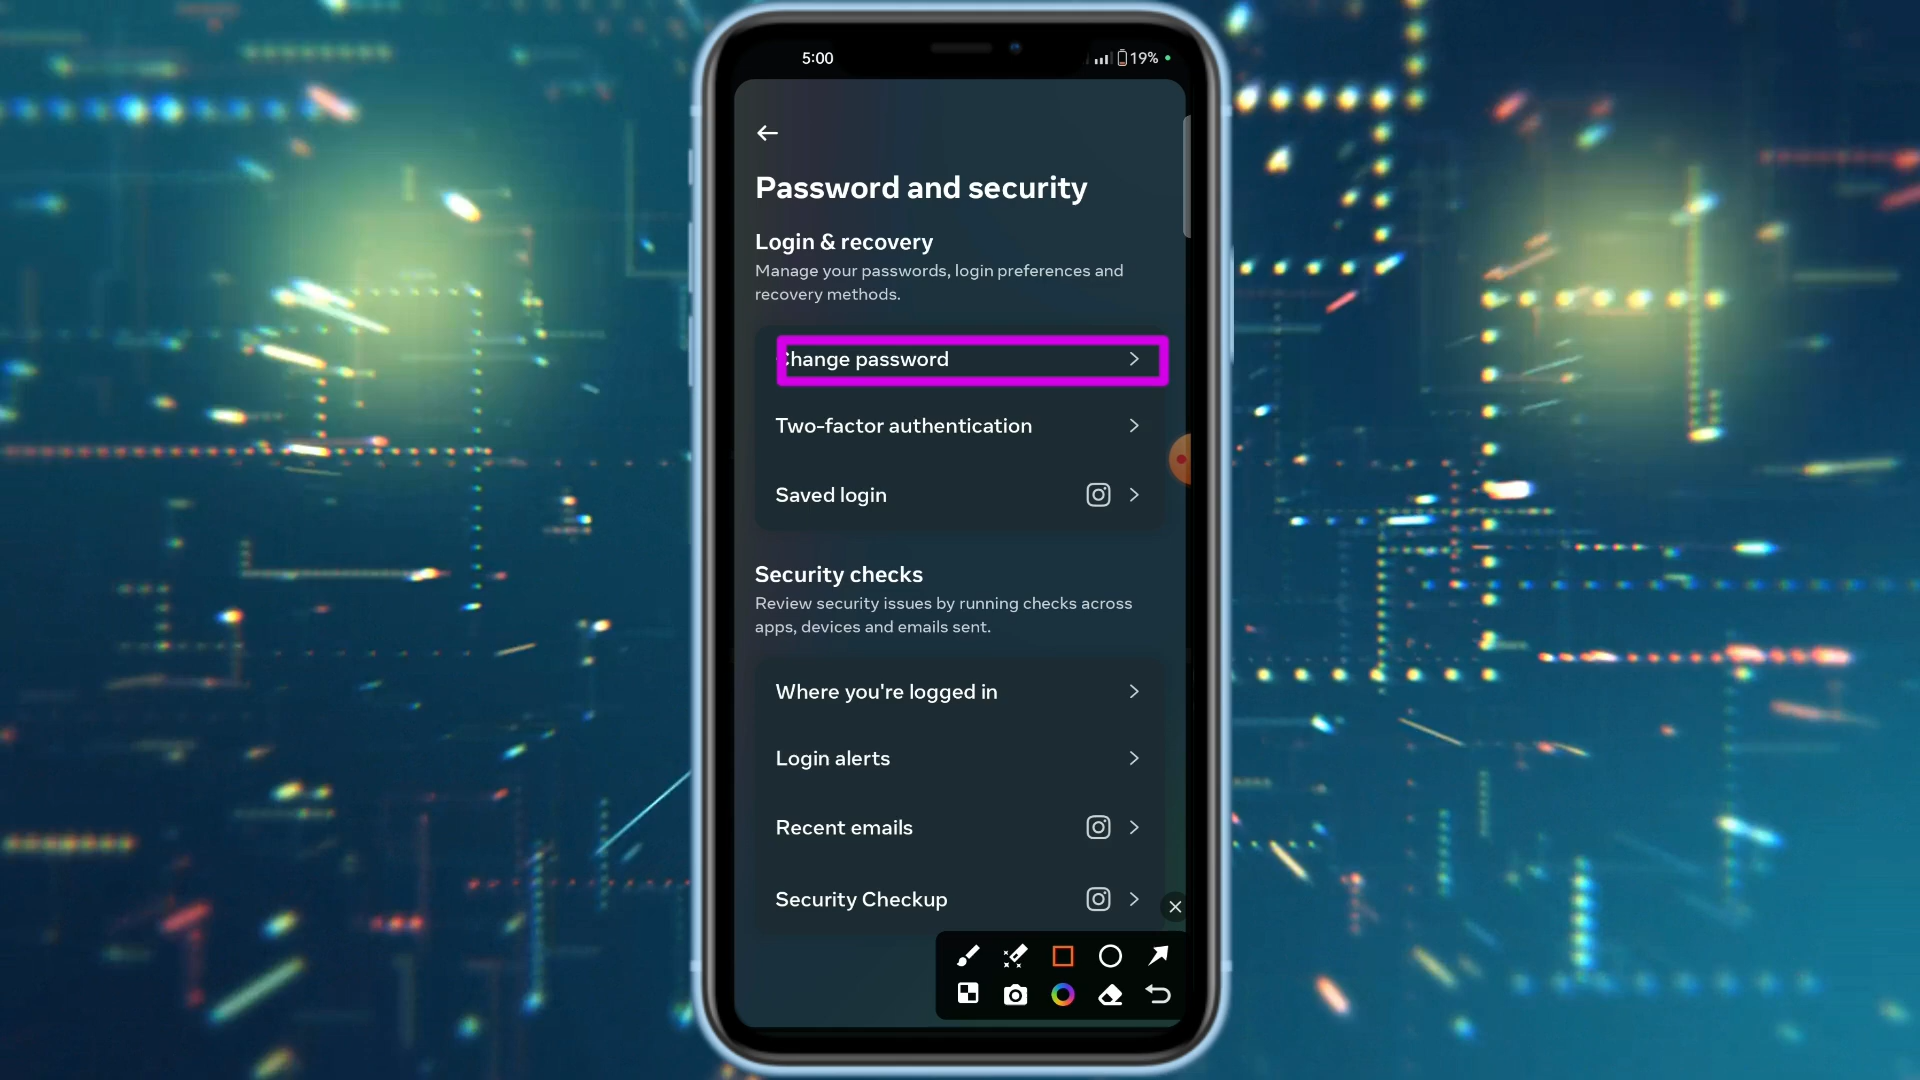 5:00
19%
Password and security
Login & recovery
Manage your passwords, login preferences and
recovery methods.
Change password
Two-factor authentication
Saved login
Security checks
Review security issues by running checks across
apps, devices and emails sent.
Where you're logged in
Login alerts
Recent emails
Security Checkup